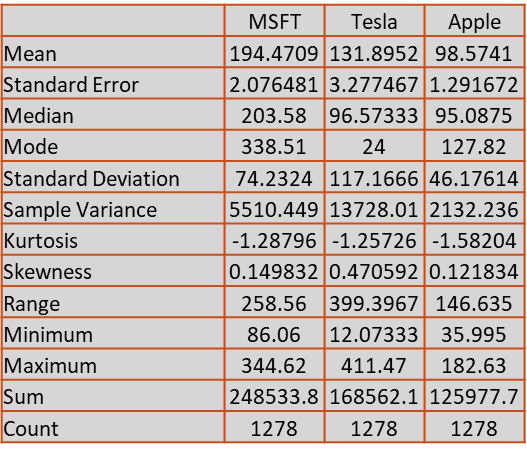 MSFT Tesla Apple
Mean 194.4709 131.8952 98.5741
Standard Error 2.076481 3.277467 1.291672
Median 203.58 96.57333 95.0875
Mode 338.51 24 127.82
Standard Deviation 74.2324 117.1666 46.17614
Sample Variance 5510.449 13728.01 2132.236
Kurtosis -1.28796 -1.25726 -1.58204
Skewness 0.149832 0.470592 0.121834
Range 258.56 399.3967 146.635
Minimum 86.06 12.07333 35.995
Maximum 344.62 411.47 182.63
Sum 248533.8 168562.1 125977.7
Count 1278 1278 1278